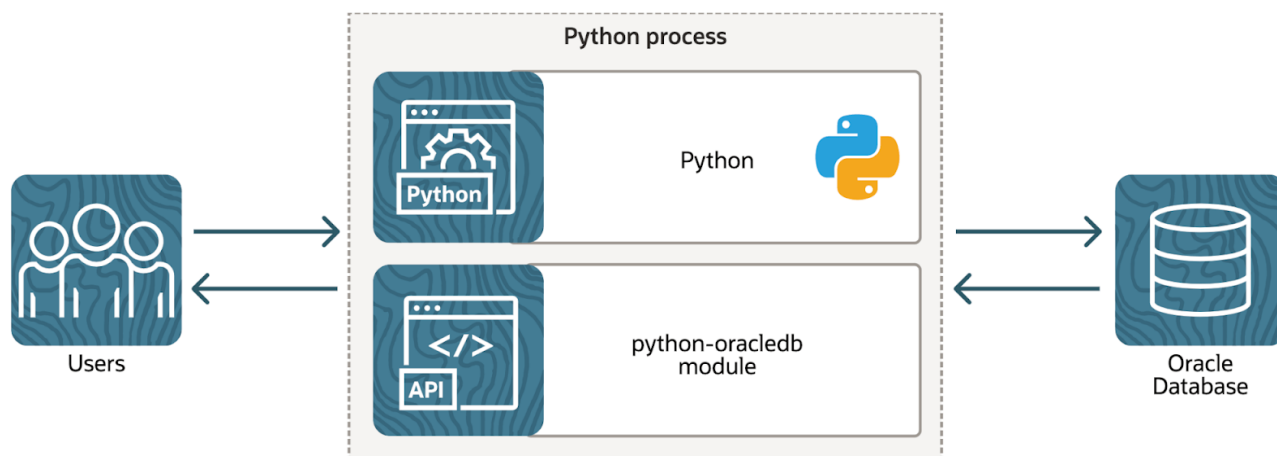 Python process
Python
Python
Users
python-oracledb
module
</>
API
Oracle
Database